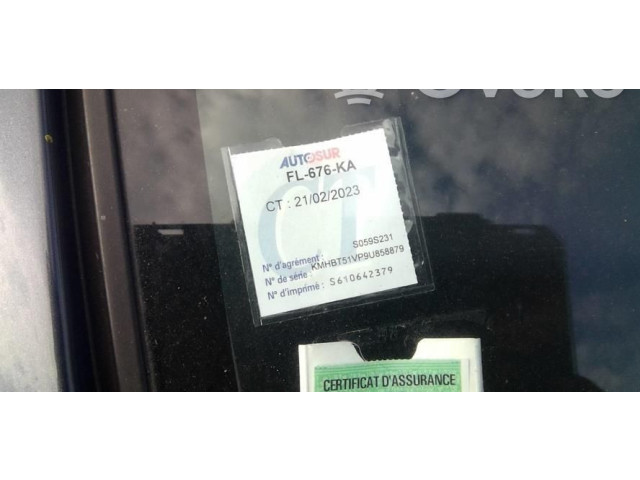 AUTOSUR
FL-676-KA
CT : 21/02/2023
N° d'agrément : S059S231
N° de série : KMHBT51VP9U858879
N° d'imprimé : S610642379
CERTIFICAT D'ASSURANCE